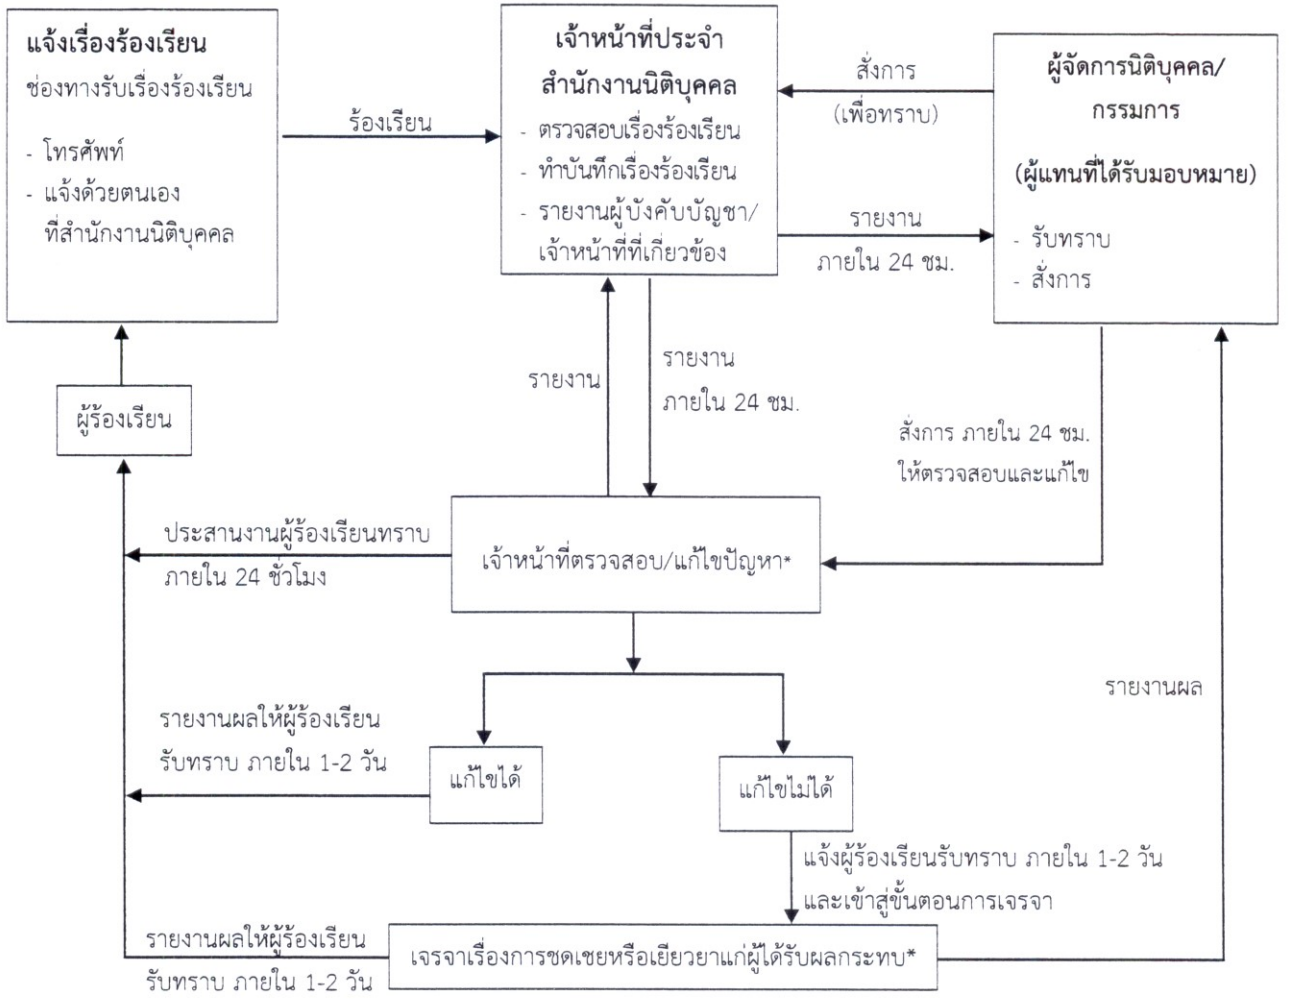 แจ้งเรื่องร้องเรียน
ช่องทางรับเรื่องร้องเรียน
- โทรศัพท์
- แจ้งด้วยตนเอง
ที่สำนักงานนิติบุคคล
ร้องเรียน
เจ้าหน้าที่ประจำ
สำนักงานนิติบุคคล
- ตรวจสอบเรื่องร้องเรียน
- ทำบันทึกเรื่องร้องเรียน
- รายงานผู้บังคับบัญชา/
เจ้าหน้าที่ที่เกี่ยวข้อง
สั่งการ
(เพื่อทราบ)
รายงาน
ภายใน 24 ชม.
ผู้จัดการนิติบุคคล/
กรรมการ
(ผู้แทนที่ได้รับมอบหมาย)
- รับทราบ
- สั่งการ
ผู้ร้องเรียน
รายงาน
รายงาน
ภายใน 24 ชม.
สั่งการ ภายใน 24 ชม.
ให้ตรวจสอบและแก้ไข
ประสานงานผู้ร้องเรียนทราบ
ภายใน 24 ชั่วโมง
เจ้าหน้าที่ตรวจสอบ/แก้ไขปัญหา*
รายงานผล
รายงานผลให้ผู้ร้องเรียน
รับทราบ ภายใน 1-2 วัน
แก้ไขได้
แก้ไขไม่ได้
แจ้งผู้ร้องเรียนรับทราบ ภายใน 1-2 วัน
และเข้าสู่ขั้นตอนการเจรจา
รายงานผลให้ผู้ร้องเรียน
รับทราบ ภายใน 1-2 วัน
เจรจาเรื่องการชดเชยหรือเยียวยาแก่ผู้ได้รับผลกระทบ*